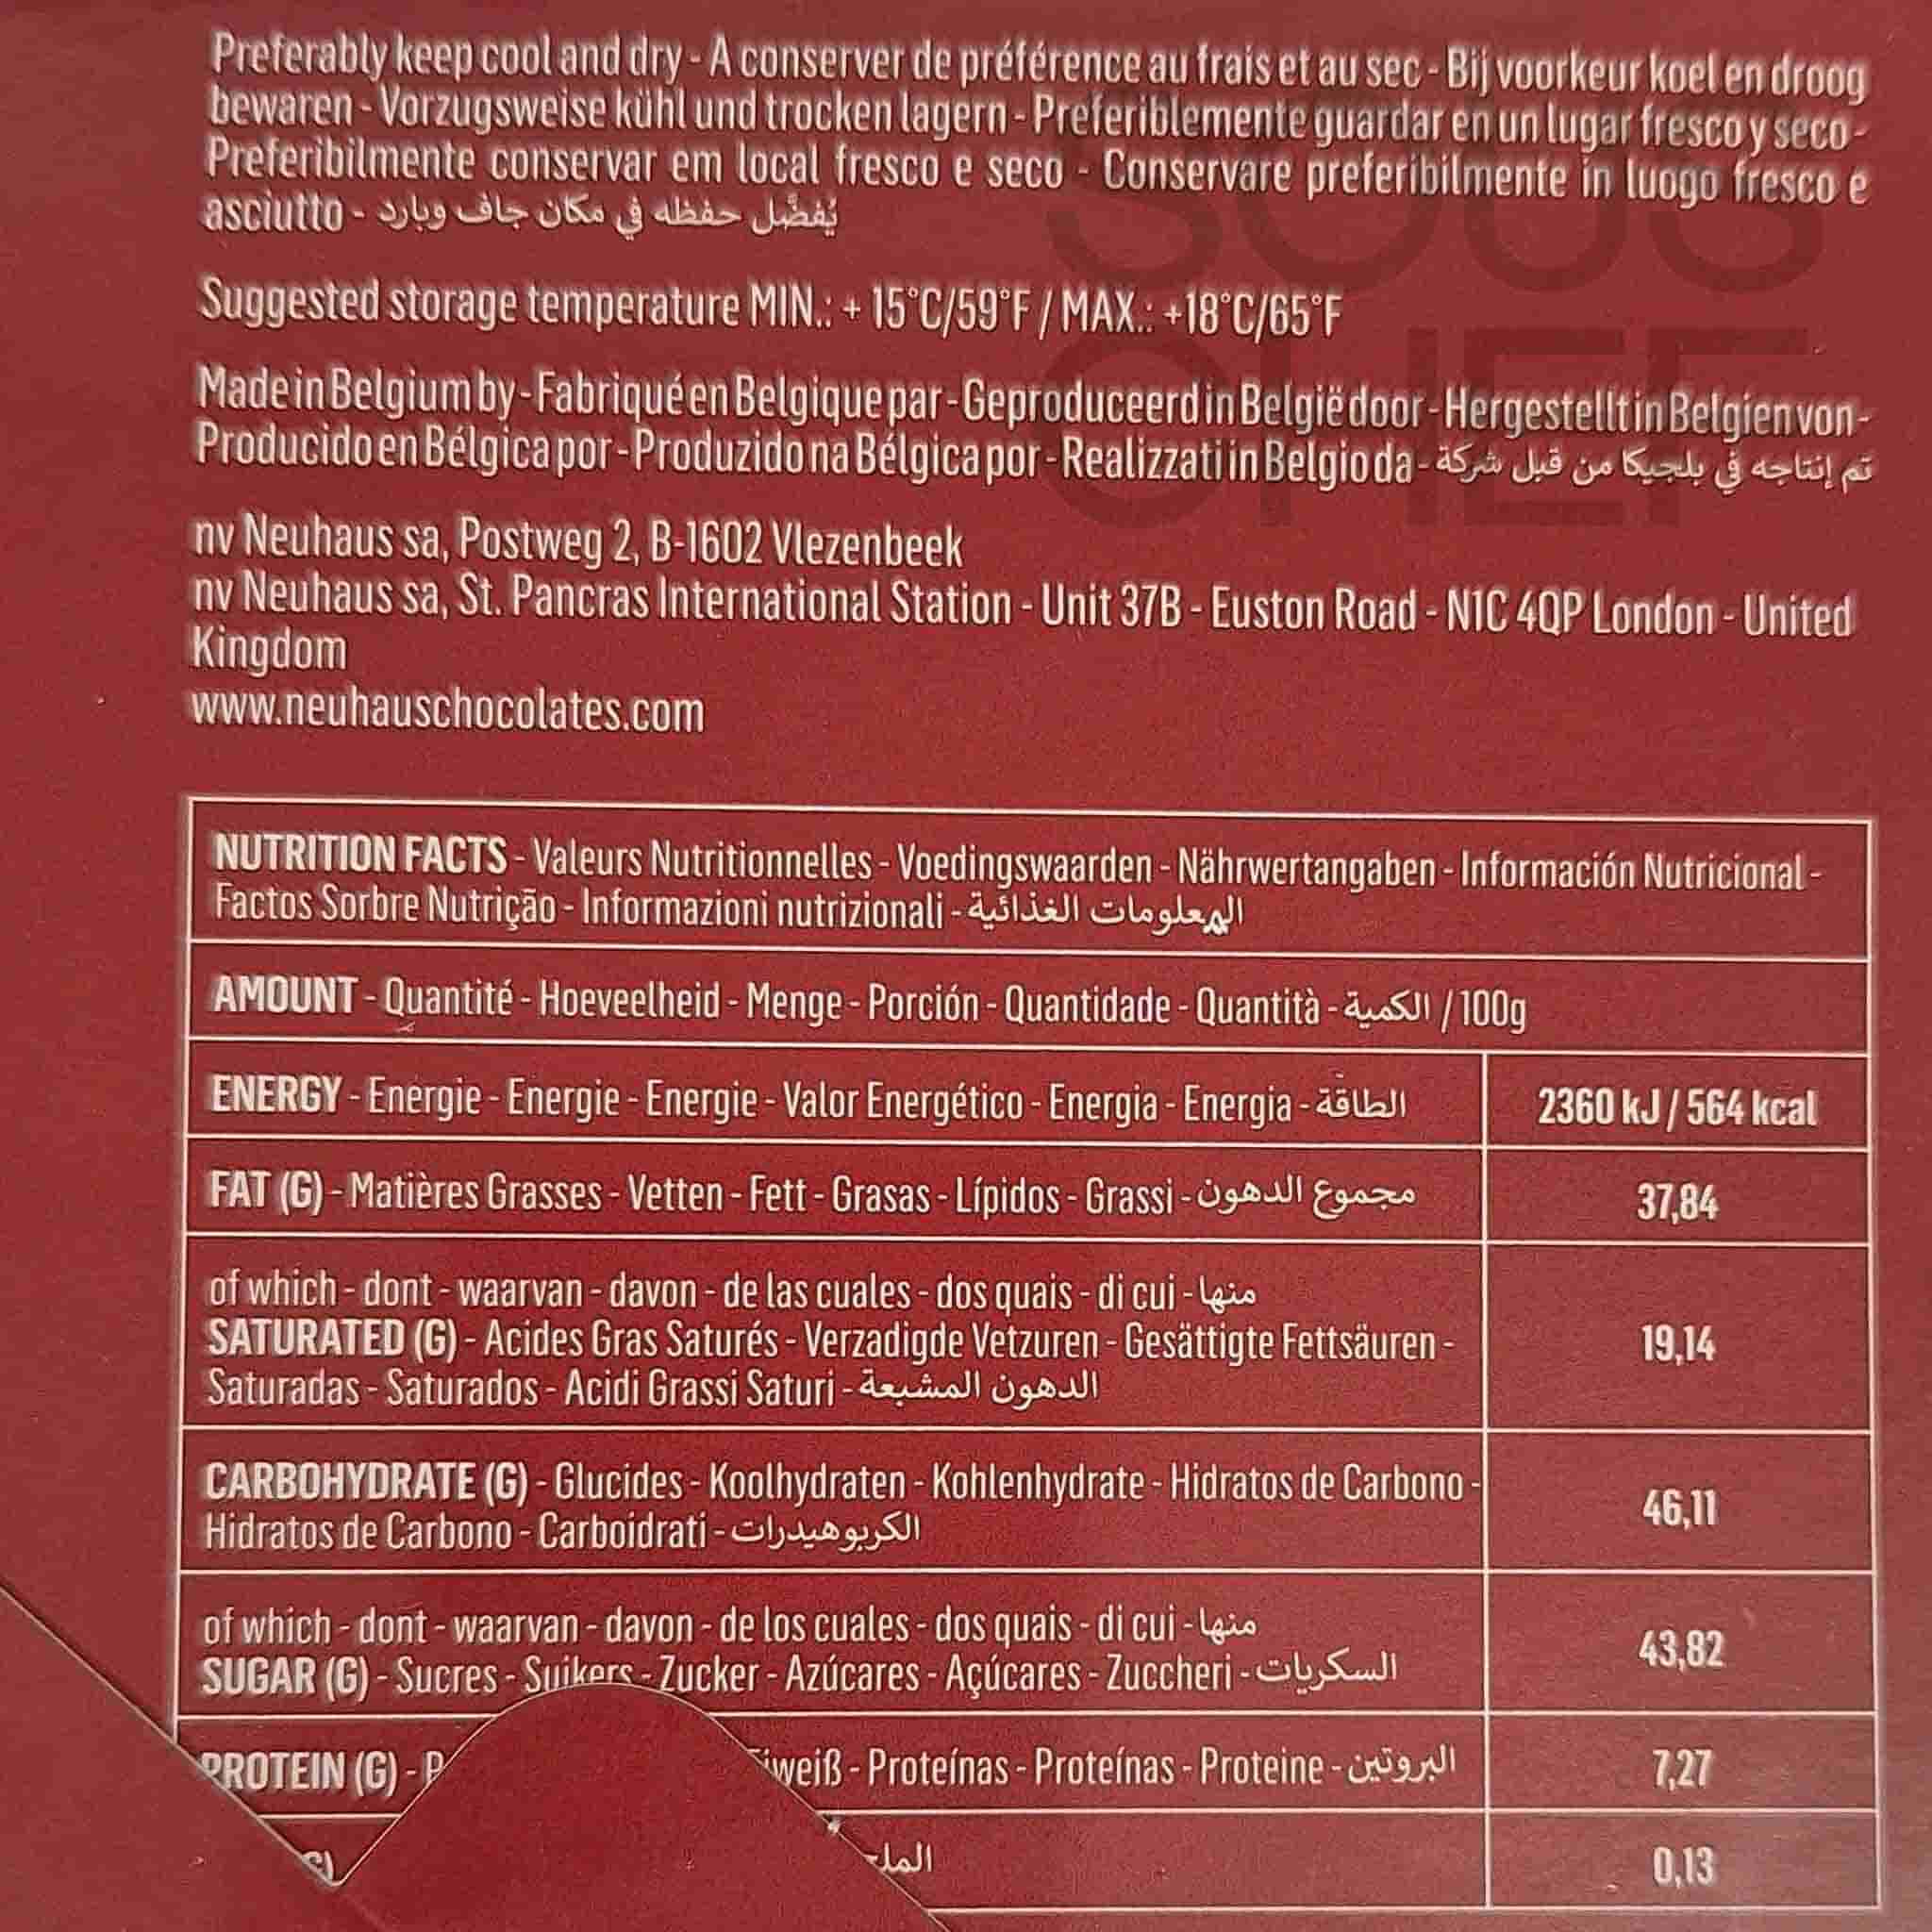 Preferably keep cool and dry - A conserver de préférence au frais et au sec - Bij voorkeur koel en droog
bewaren - Vorzugsweise kühl und trocken lagern - Preferiblemente guardar en un lugar fresco y seco -
Preferibilmente conservar em local fresco e seco - Conservare preferibilmente in luogo fresco e
asciutto - يُفضَّل حفظه في مكان جاف وبارد
Suggested storage temperature MIN.: + 15°C/59°F / MAX.: +18°C/65°F
Made in Belgium by - Fabriqué en Belgique par - Geproduceerd in België door - Hergestellt in Belgien von -
Producido en Bélgica por - Produzido na Bélgica por - Realizzati in Belgio da - تم إنتاجه في بلجيكا من قبل شركة
nv Neuhaus sa, Postweg 2, B-1602 Vlezenbeek
nv Neuhaus sa, St. Pancras International Station - Unit 37B - Euston Road - N1C 4QP London - United
Kingdom
www.neuhauschocolates.com
SOUS
CHEF
NUTRITION FACTS - Valeurs Nutritionnelles - Voedingswaarden - Nährwertangaben - Información Nutricional -
Factos Sorbre Nutrição - Informazioni nutrizionali - المعلومات الغذائية
AMOUNT - Quantité - Hoeveelheid - Menge - Porción - Quantidade - Quantità - الكمية / 100g
ENERGY - Energie - Energie - Energie - Valor Energético - Energia - Energia - الطاقة 2360 kJ / 564 kcal
FAT (G) - Matières Grasses - Vetten - Fett - Grasas - Lípidos - Grassi - مجموع الدهون 37,84
of which - dont - waarvan - davon - de las cuales - dos quais - di cui - منها
SATURATED (G) - Acides Gras Saturés - Verzadigde Vetzuren - Gesättigte Fettsäuren - 19,14
Saturadas - Saturados - Acidi Grassi Saturi - الدهون المشبعة
CARBOHYDRATE (G) - Glucides - Koolhydraten - Kohlenhydrate - Hidratos de Carbono - 46,11
Hidratos de Carbono - Carboidrati - الكربوهيدرات
of which - dont - waarvan - davon - de los cuales - dos quais - di cui - منها
SUGAR (G) - Sucres - Suikers - Zucker - Azúcares - Açúcares - Zuccheri - السكريات 43,82
PROTEIN (G) - Eiweiß - Proteínas - Proteínas - Proteine - البروتين 7,27
الملح 0,13